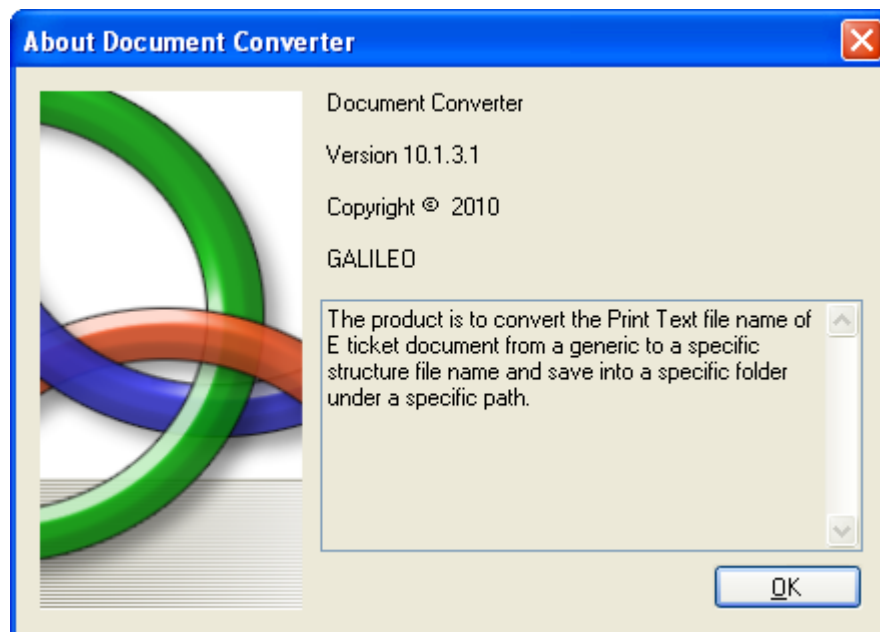 About Document Converter
Document Converter
Version 10.1.3.1
Copyright © 2010
GALILEO
The product is to convert the Print Text file name of
E ticket document from a generic to a specific
structure file name and save into a specific folder
under a specific path.
OK